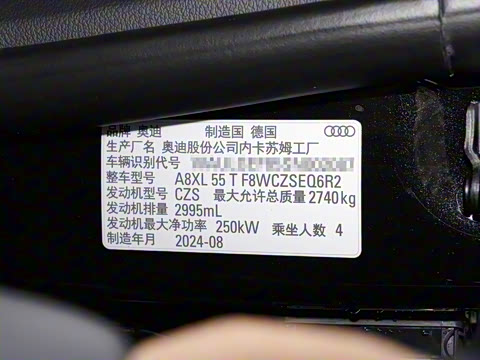 品牌 奥迪 制造国 德国
生产厂名 奥迪股份公司内卡苏姆工厂
车辆识别代号
整车型号 A8XL 55 T F8WCZSEQ6R2
发动机型号 CZS 最大允许总质量 2740kg
发动机排量 2995mL
发动机最大净功率 250kW 乘坐人数 4
制造年月 2024-08